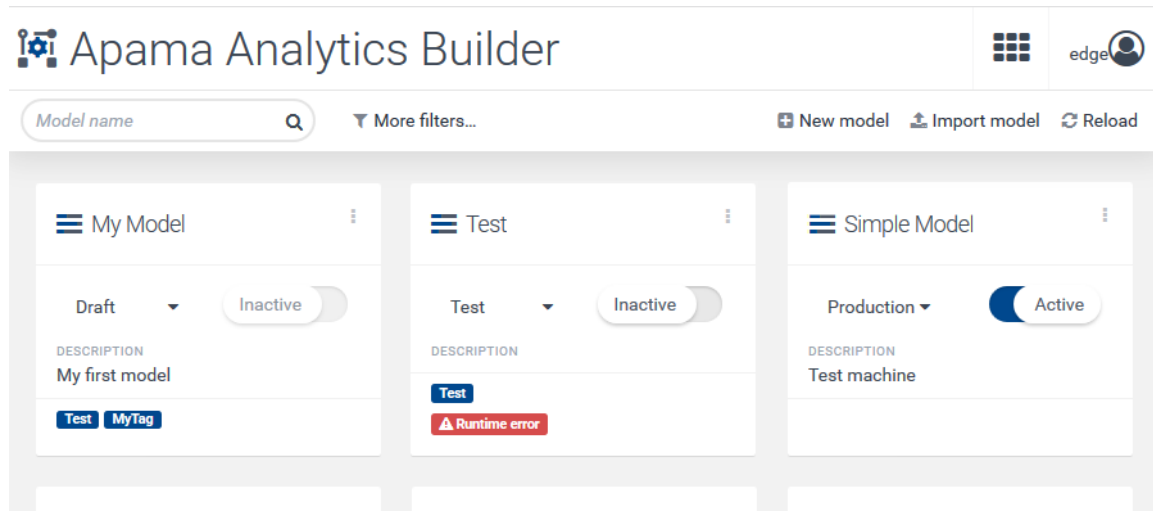 Apama Analytics Builder
edge
Model name
More filters...
New model
Import model
Reload
My Model
Draft
Inactive
DESCRIPTION
My first model
Test
MyTag
Test
Test
Inactive
DESCRIPTION
Test
Runtime error
Simple Model
Production
Active
DESCRIPTION
Test machine